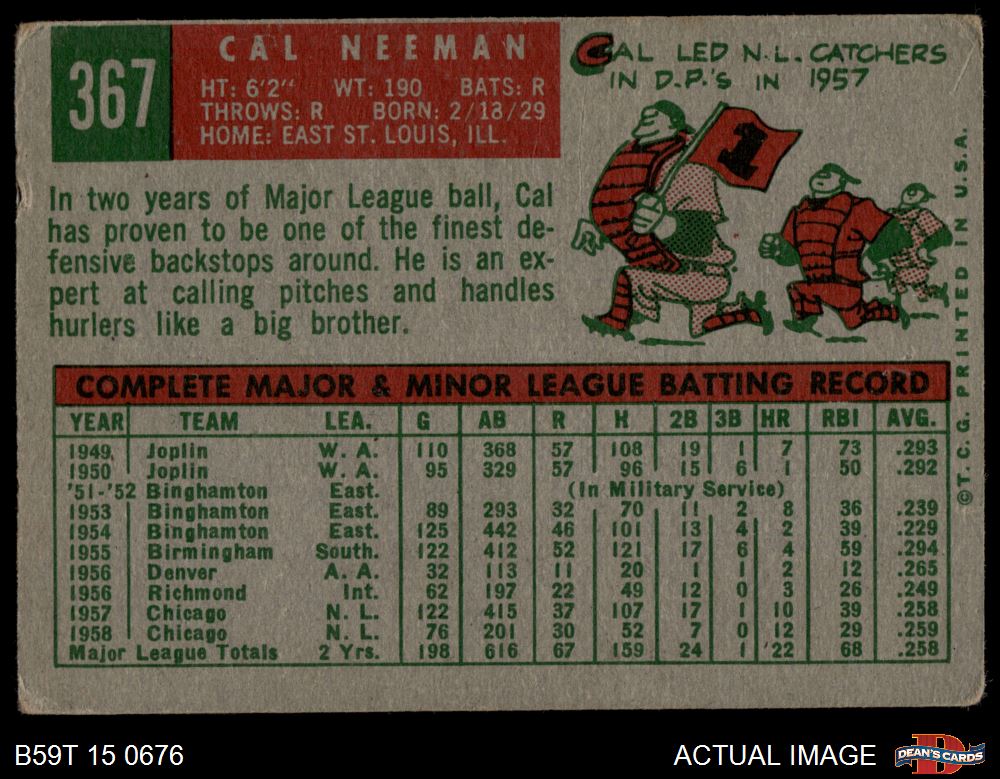 367
CAL NEEMAN
HT: 6'2" WT: 190 BATS: R
THROWS: R BORN: 2/18/29
HOME: EAST ST. LOUIS, ILL.
CAL LED N.L. CATCHERS
IN D.P.'S IN 1957
1
In two years of Major League ball, Cal
has proven to be one of the finest de-
fensive backstops around. He is an ex-
pert at calling pitches and handles
hurlers like a big brother.
COMPLETE MAJOR & MINOR LEAGUE BATTING RECORD
YEAR TEAM LEA. G AB R H 2B 3B HR RBI AVG.
1949 Joplin W. A. 110 368 57 108 19 1 7 73 .293
1950 Joplin W. A. 95 329 57 96 15 6 1 50 .292
'51-'52 Binghamton East. (In Military Service)
1953 Binghamton East. 89 293 32 70 11 2 8 36 .239
1954 Binghamton East. 125 442 46 101 13 4 2 39 .229
1955 Birmingham South. 122 412 52 121 17 6 4 59 .294
1956 Denver A. A. 32 113 11 20 1 1 2 12 .265
1956 Richmond Int. 62 197 22 49 12 0 3 26 .249
1957 Chicago N. L. 122 415 37 107 17 1 10 39 .258
1958 Chicago N. L. 76 201 30 52 7 0 12 29 .259
Major League Totals 2 Yrs. 198 616 67 159 24 1 22 68 .258
©T.C.G. PRINTED IN U.S.A.
B59T 15 0676
ACTUAL IMAGE
DEAN'S CARDS